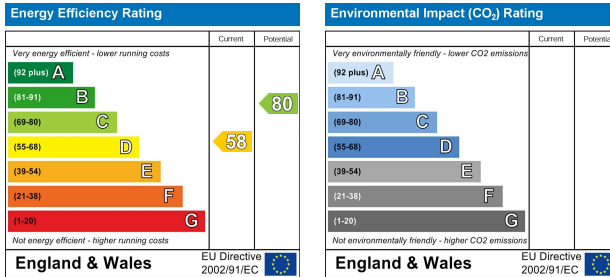 Energy Efficiency Rating
Current Potential
Very energy efficient - lower running costs
(92 plus) A
(81-91) B
(69-80) C
(55-68) D
(39-54) E
(21-38) F
(1-20) G
58
80
Not energy efficient - higher running costs
England & Wales
EU Directive
2002/91/EC
Environmental Impact (CO₂) Rating
Current Potential
Very environmentally friendly - lower CO2 emissions
(92 plus) A
(81-91) B
(69-80) C
(55-68) D
(39-54) E
(21-38) F
(1-20) G
Not environmentally friendly - higher CO2 emissions
England & Wales
EU Directive
2002/91/EC